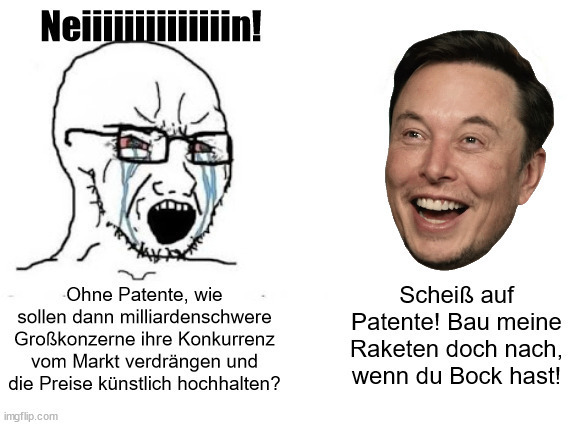 Neiiiiiiiiiiiiiin!
Ohne Patente, wie
sollen dann milliardenschwere
Großkonzerne ihre Konkurrenz
vom Markt verdrängen und
die Preise künstlich hochhalten?
Scheiß auf
Patente! Bau meine
Raketen doch nach,
wenn du Bock hast!
imgflip.com